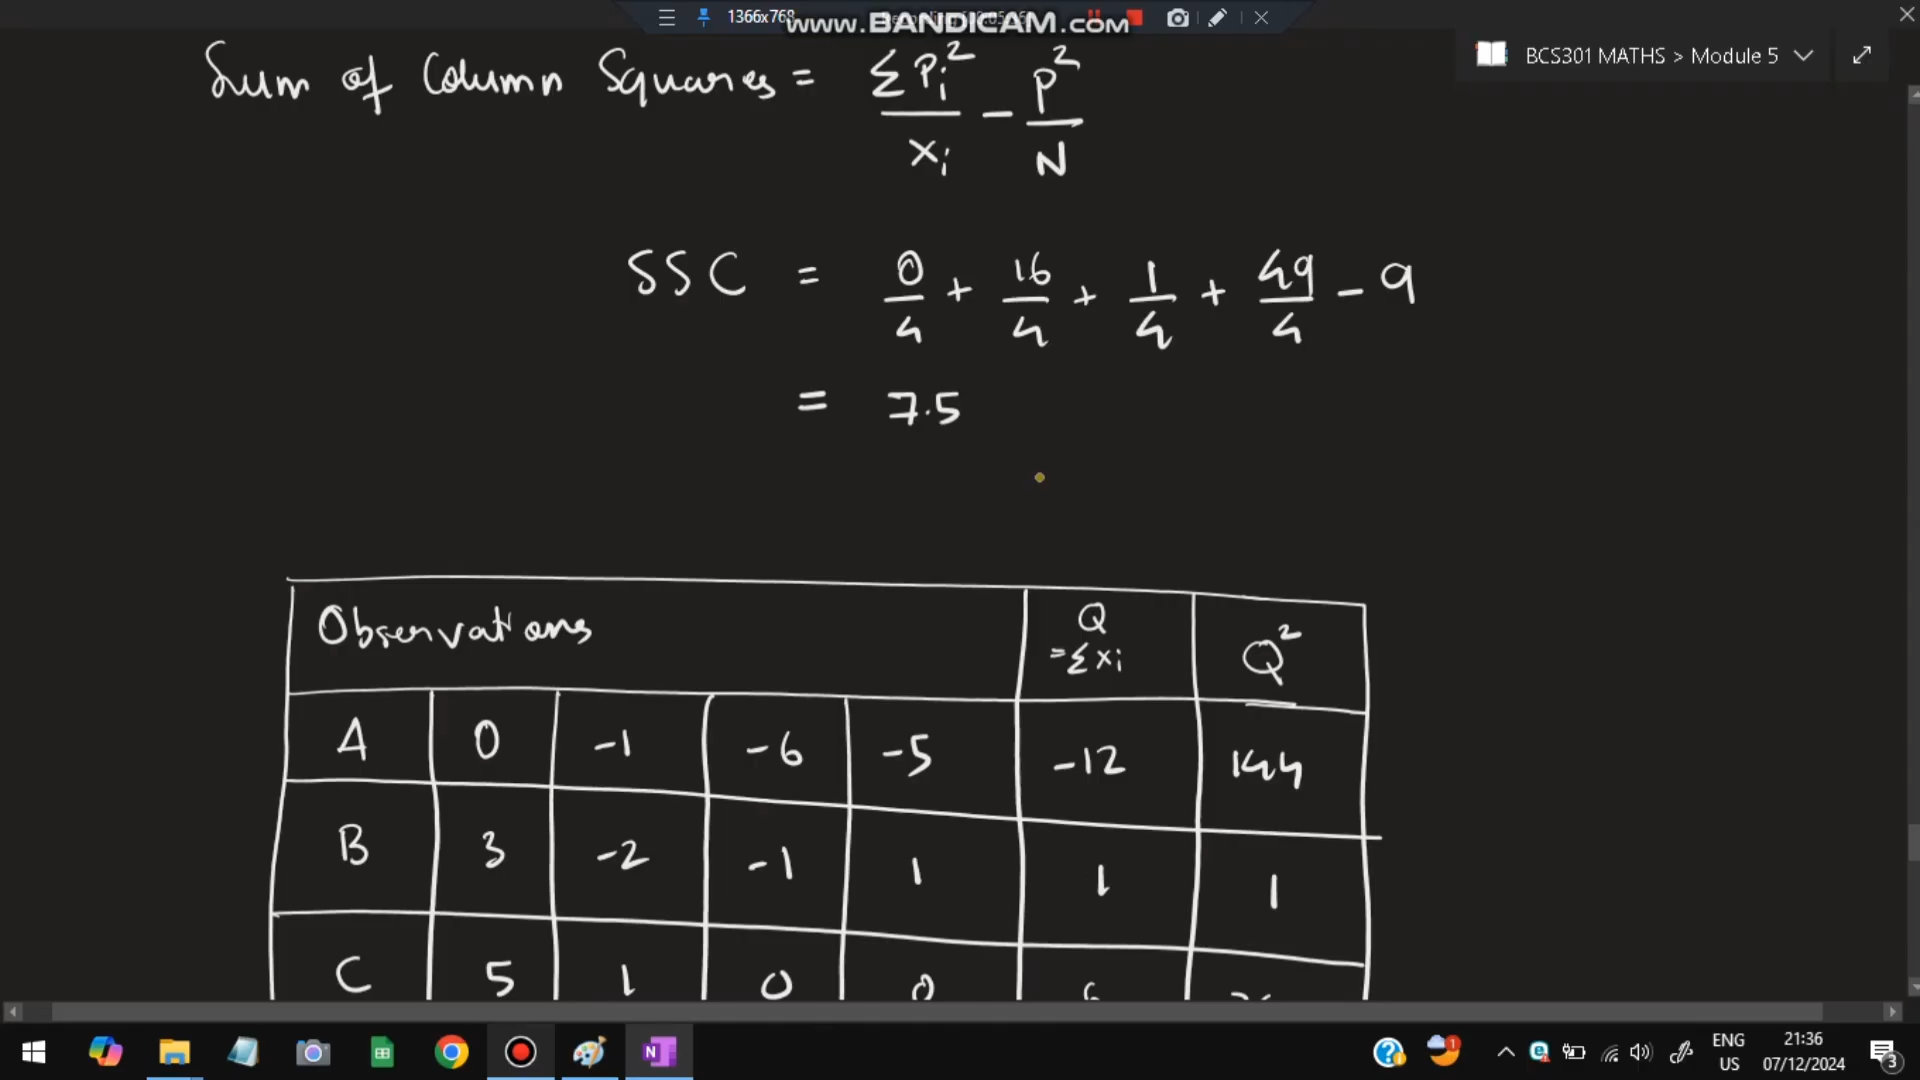 1366x768
www.BANDICAM.com
BCS301 MATHS > Module 5
Sum of Column Squares = ΣPi² / xi - P² / N
SSC = 0/4 + 16/4 + 1/4 + 49/4 - 9
= 7.5
Observations Q =Σxi Q²
A 0 -1 -6 -5 -12 144
B 3 -2 -1 1 1 1
C 5 1 0 0
ENG 21:36
US 07/12/2024
3